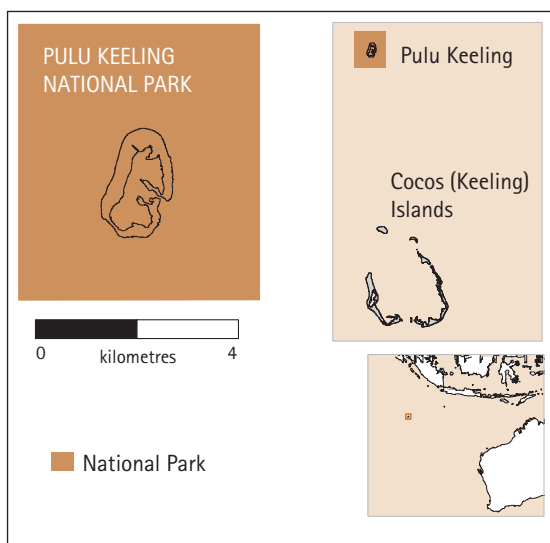 PULU KEELING
NATIONAL PARK
Pulu Keeling
Cocos (Keeling)
Islands
0 kilometres 4
National Park